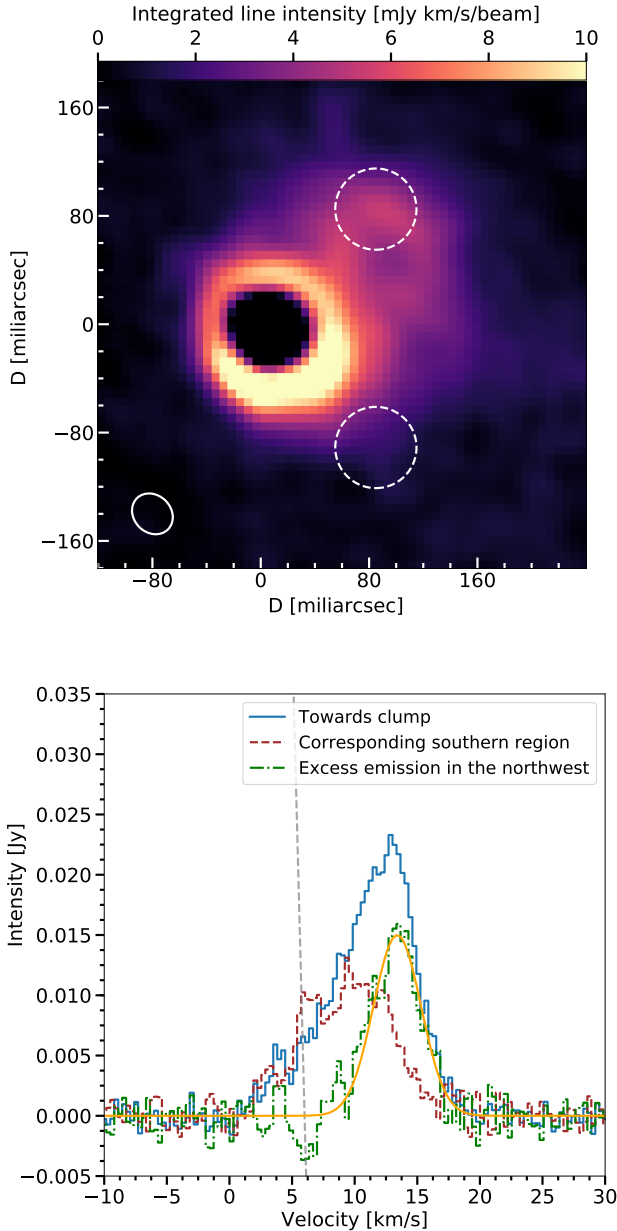 Integrated line intensity [mJy km/s/beam]
0 2 4 6 8 10
160
80
0
−80
−160
D [miliarcsec]
−80 0 80 160
D [miliarcsec]
0.035
0.030
0.025
0.020
0.015
0.010
0.005
0.000
−0.005
Intensity [Jy]
Towards clump
Corresponding southern region
Excess emission in the northwest
−10 −5 0 5 10 15 20 25 30
Velocity [km/s]